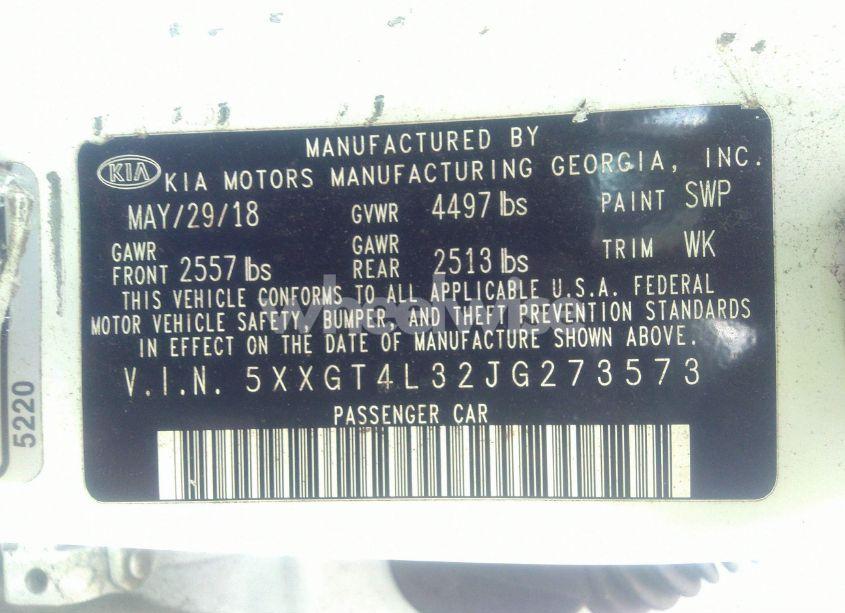 MANUFACTURED BY
KIA KIA MOTORS MANUFACTURING GEORGIA, INC.
MAY/29/18 GVWR 4497 lbs PAINT SWP
GAWR FRONT 2557 lbs GAWR REAR 2513 lbs TRIM WK
THIS VEHICLE CONFORMS TO ALL APPLICABLE U.S.A. FEDERAL
MOTOR VEHICLE SAFETY, BUMPER, AND THEFT PREVENTION STANDARDS
IN EFFECT ON THE DATE OF MANUFACTURE SHOWN ABOVE.
V.I.N. 5XXGT4L32JG273573
PASSENGER CAR
5220